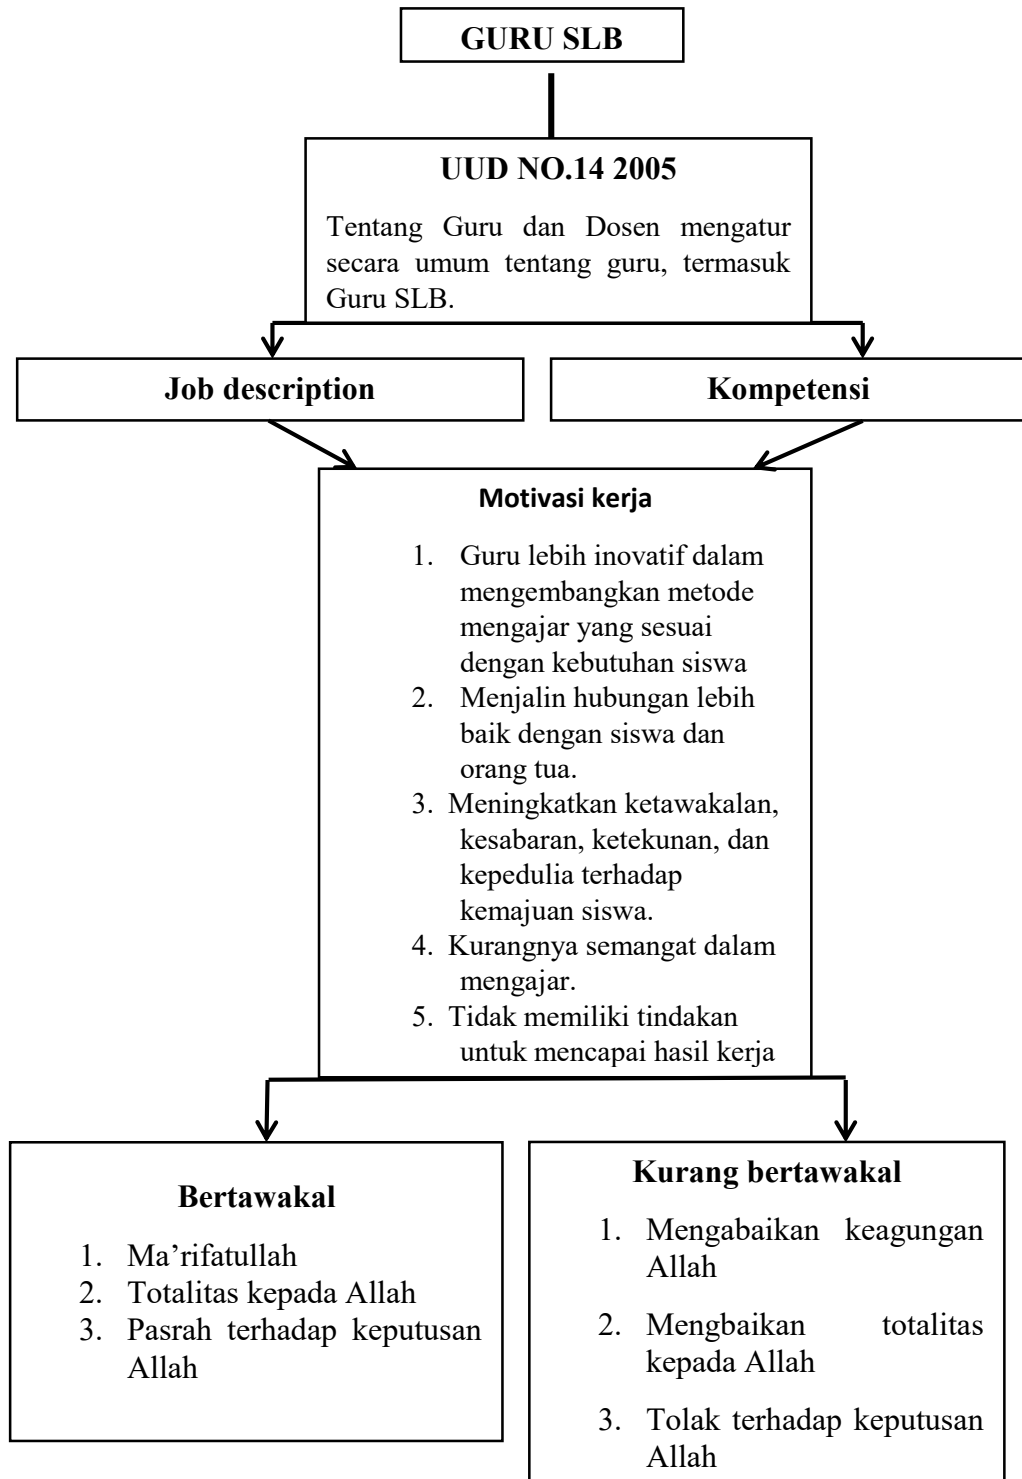 GURU SLB
UUD NO.14 2005
Tentang Guru dan Dosen mengatur
secara umum tentang guru, termasuk
Guru SLB.
Job description
Kompetensi
Motivasi kerja
1. Guru lebih inovatif dalam
mengembangkan metode
mengajar yang sesuai
dengan kebutuhan siswa
2. Menjalin hubungan lebih
baik dengan siswa dan
orang tua.
3. Meningkatkan ketawakalan,
kesabaran, ketekunan, dan
kepedulia terhadap
kemajuan siswa.
4. Kurangnya semangat dalam
mengajar.
5. Tidak memiliki tindakan
untuk mencapai hasil kerja
Bertawakal
1. Ma’rifatullah
2. Totalitas kepada Allah
3. Pasrah terhadap keputusan
Allah
Kurang bertawakal
1. Mengabaikan keagungan
Allah
2. Mengbaikan totalitas
kepada Allah
3. Tolak terhadap keputusan
Allah